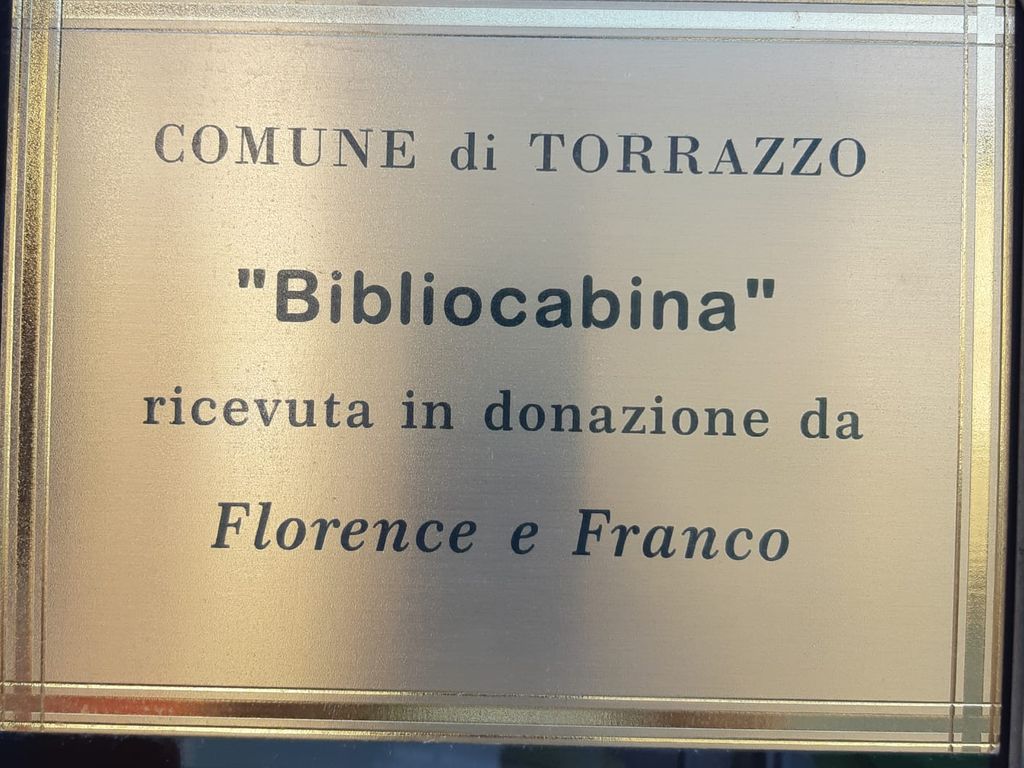 COMUNE di TORRAZZO
"Bibliocabina"
ricevuta in donazione da
Florence e Franco